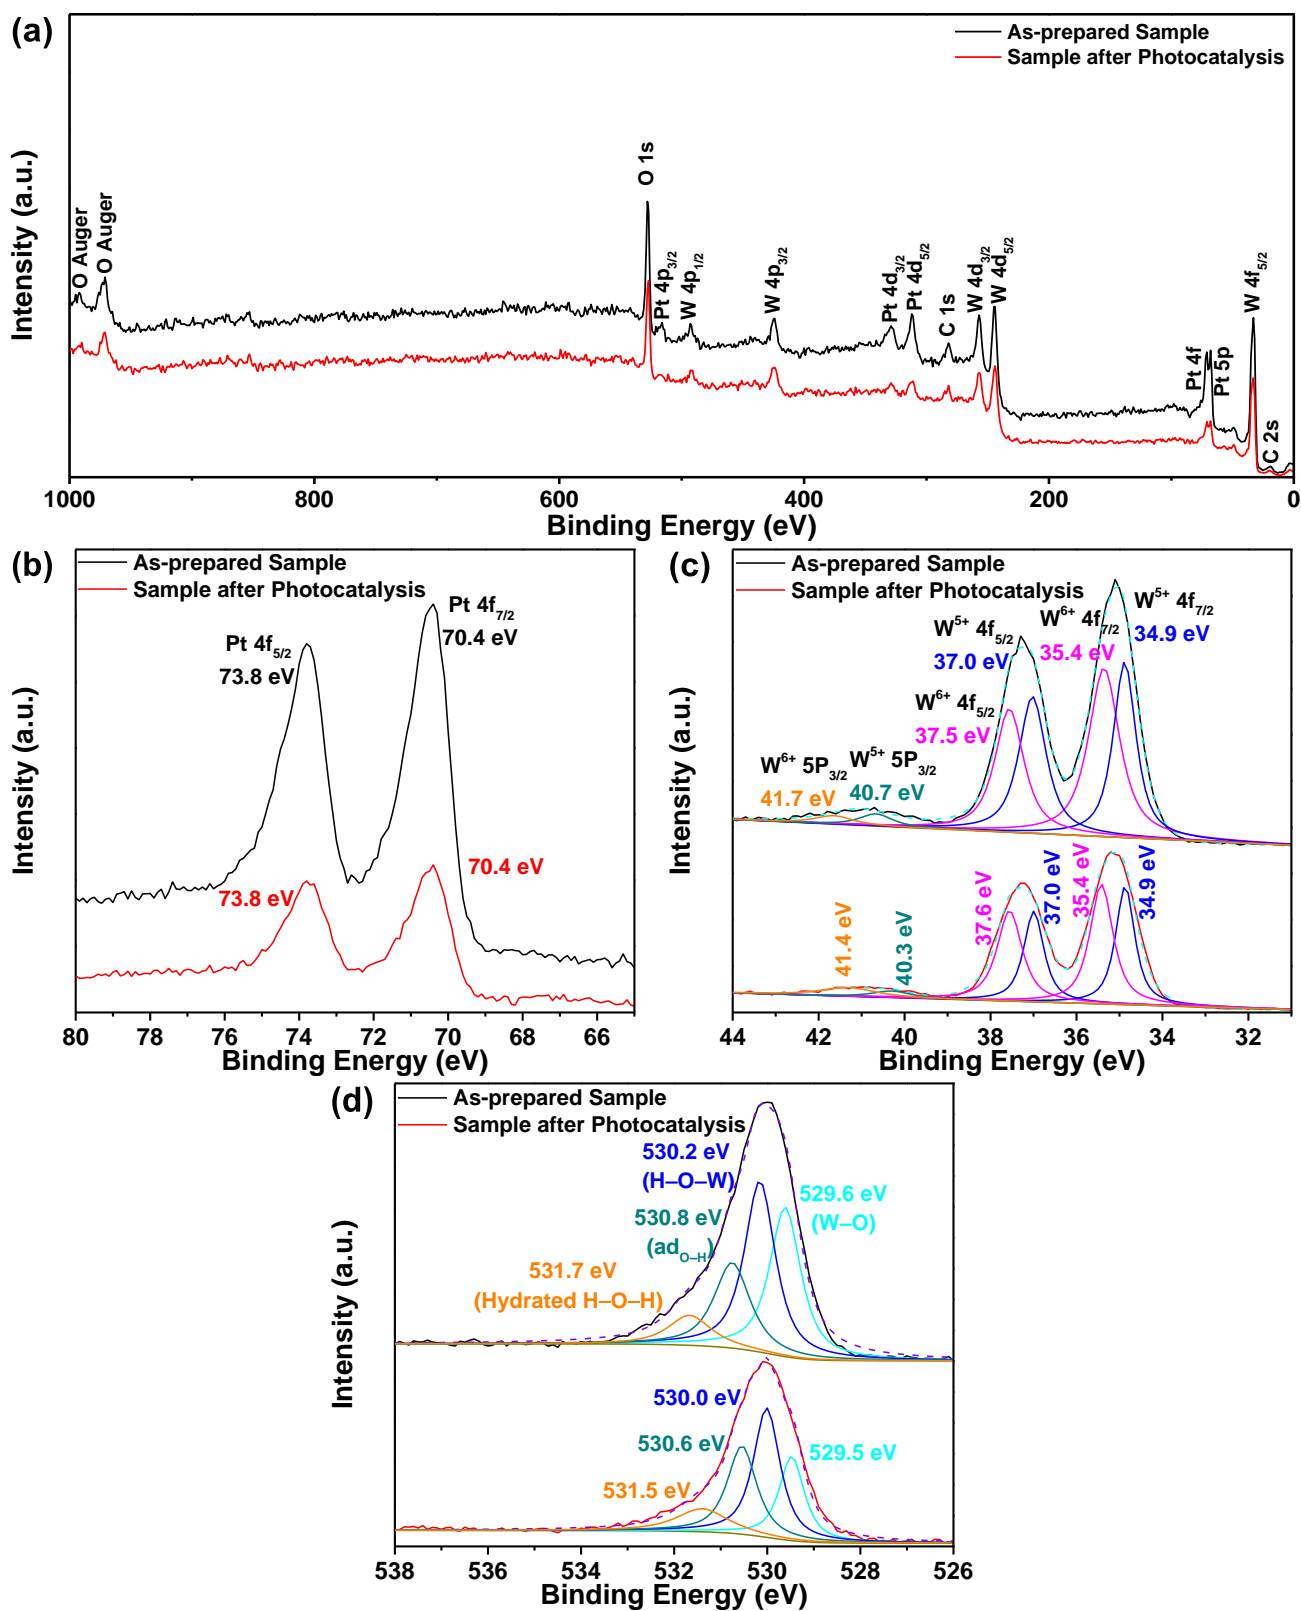 (a)
As-prepared Sample
Sample after Photocatalysis
Intensity (a.u.)
O Auger
O Auger
O 1s
Pt 4p3/2
W 4p1/2
W 4p3/2
Pt 4d3/2
Pt 4d5/2
C 1s
W 4d3/2
W 4d5/2
Pt 4f
Pt 5p
W 4f5/2
C 2s
1000 800 600 400 200 0
Binding Energy (eV)
(b)
As-prepared Sample
Sample after Photocatalysis
Intensity (a.u.)
Pt 4f7/2
70.4 eV
Pt 4f5/2
73.8 eV
70.4 eV
73.8 eV
80 78 76 74 72 70 68 66
Binding Energy (eV)
(c)
As-prepared Sample
Sample after Photocatalysis
Intensity (a.u.)
W5+ 4f7/2
34.9 eV
W6+ 4f7/2
35.4 eV
W5+ 4f5/2
37.0 eV
W6+ 4f5/2
37.5 eV
W6+ 5P3/2
41.7 eV
W5+ 5P3/2
40.7 eV
41.4 eV
40.3 eV
37.6 eV
37.0 eV
35.4 eV
34.9 eV
44 42 40 38 36 34 32
Binding Energy (eV)
(d)
As-prepared Sample
Sample after Photocatalysis
Intensity (a.u.)
Intensity (a.u.)
530.2 eV
(H–O–W)
529.6 eV
(W–O)
530.8 eV
(adO–H)
531.7 eV
(Hydrated H–O–H)
530.0 eV
530.6 eV
529.5 eV
531.5 eV
538 536 534 532 530 528 526
Binding Energy (eV)